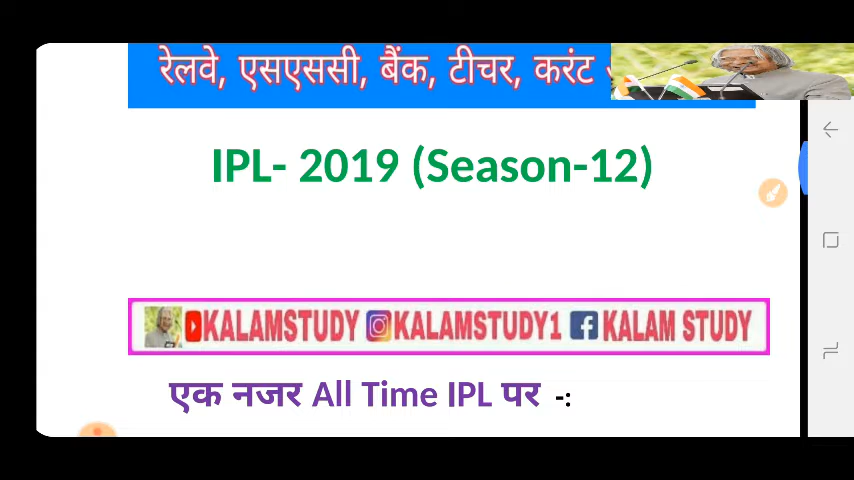 रेलवे, एसएससी, बैंक, टीचर, करंट
IPL- 2019 (Season-12)
KALAMSTUDY KALAMSTUDY1 KALAM STUDY
एक नजर All Time IPL पर -: